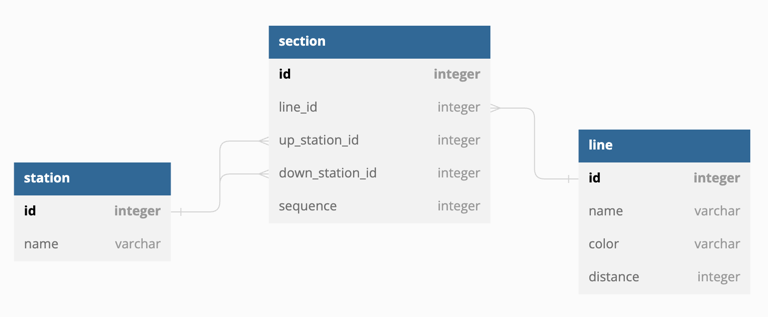 station
id integer
name varchar
section
id integer
line_id integer
up_station_id integer
down_station_id integer
sequence integer
line
id integer
name varchar
color varchar
distance integer